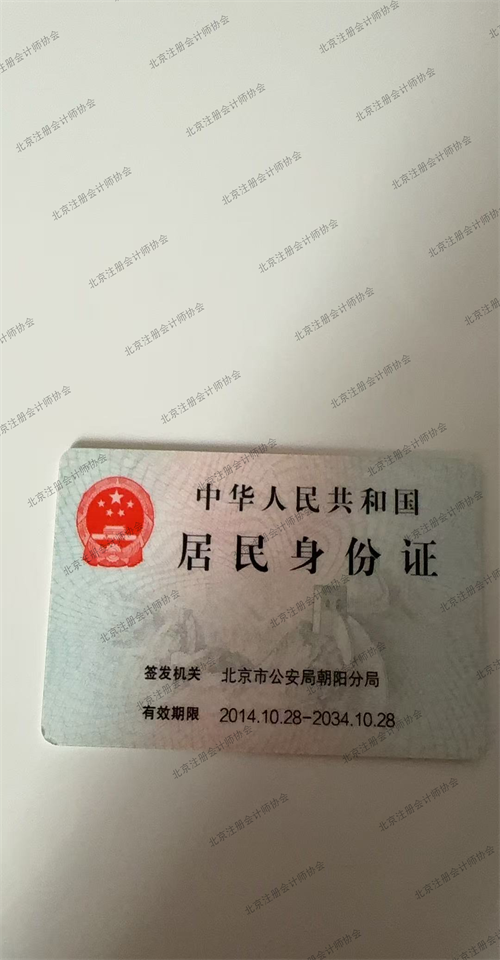 中华人民共和国
居民身份证
签发机关 北京市公安局朝阳分局
有效期限 2014.10.28-2034.10.28
北京注册会计师协会